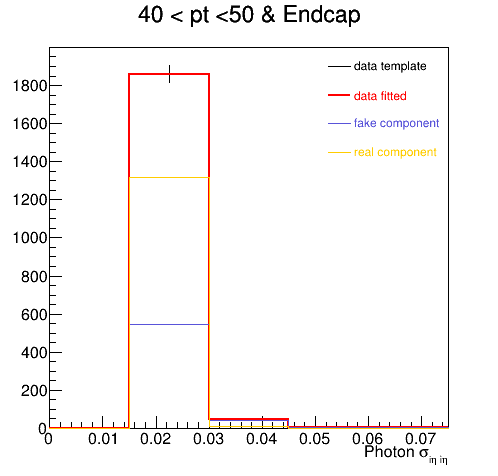 40 < pt <50 & Endcap
data template
data fitted
fake component
real component
1800
1600
1400
1200
1000
800
600
400
200
0
0 0.01 0.02 0.03 0.04 0.05 0.06 0.07
Photon σiη iη